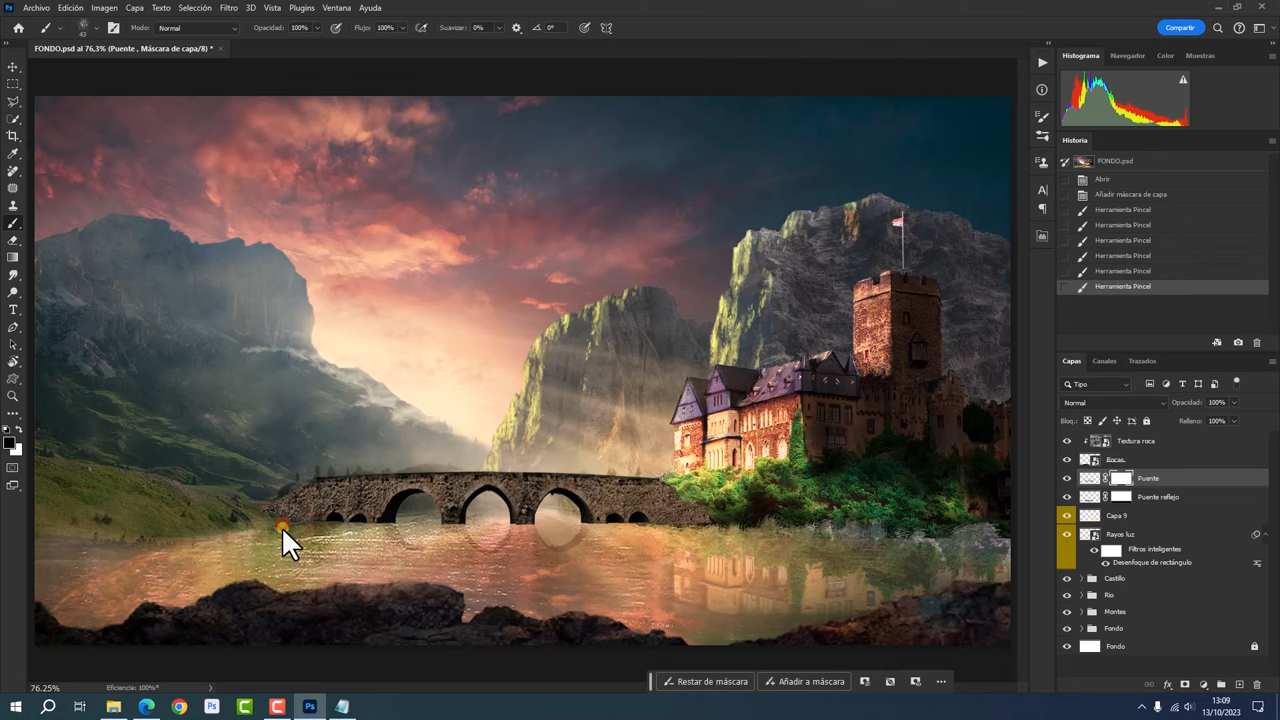 Ps Archivo Edición Imagen Capa Texto Selección Filtro 3D Vista Plugins Ventana Ayuda
43 Modo: Normal Opacidad: 100% Flujo: 100% Suavizar: 0% 0° Compartir
FONDO.psd al 76,3% (Puente , Máscara de capa/8) * ×
Histograma Navegador Color Muestras
Historia
FONDO.psd
Abrir
Añadir máscara de capa
Herramienta Pincel
Herramienta Pincel
Herramienta Pincel
Herramienta Pincel
Herramienta Pincel
Herramienta Pincel
Capas Canales Trazados
Tipo
Normal Opacidad: 100%
Bloq.: Relleno: 100%
Textura roca
Rocas
Puente
Puente reflejo
Capa 9
Rayos luz
Filtros inteligentes
Desenfoque de rectángulo
Castillo
Rio
Montes
Fondo
Fondo
76.25% Eficiencia: 100%*
Restar de máscara Añadir a máscara
13:09
13/10/2023